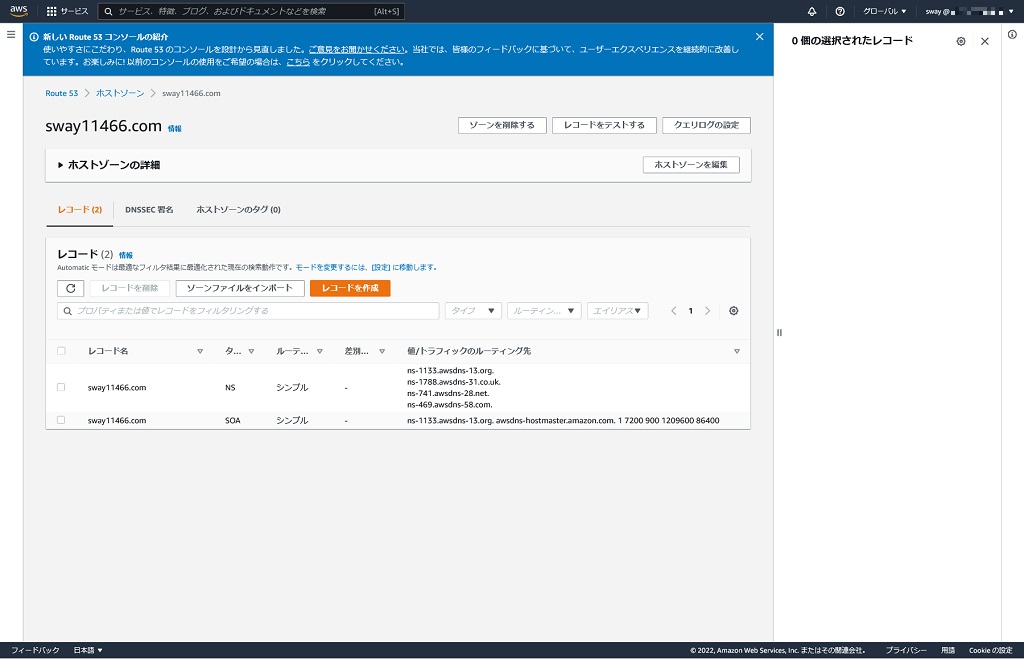 aws
サービス
サービス、特徴、ブログ、およびドキュメントなどを検索
[Alt+S]
グローバル ▼
sway @
新しい Route 53 コンソールの紹介
使いやすさにこだわり、Route 53 のコンソールを設計から見直しました。ご意見をお聞かせください。当社では、皆様のフィードバックに基づいて、ユーザーエクスペリエンスを継続的に改善し
ています。お楽しみに! 以前のコンソールの使用をご希望の場合は、こちら をクリックしてください。
0 個の選択されたレコード
Route 53 > ホストゾーン > sway11466.com
sway11466.com 情報
ゾーンを削除する
レコードをテストする
クエリログの設定
▶ ホストゾーンの詳細
ホストゾーンを編集
レコード (2)
DNSSEC 署名
ホストゾーンのタグ (0)
レコード (2) 情報
Automatic モードは最適なフィルタ結果に最適化された現在の検索動作です。モードを変更するには、[設定] に移動します。
レコードを削除
ゾーンファイルをインポート
レコードを作成
プロパティまたは値でレコードをフィルタリングする
タイプ ▼
ルーティン... ▼
エイリアス ▼
< 1 >
レコード名
タ...
ルーテ...
差別...
値/トラフィックのルーティング先
sway11466.com
NS
シンプル
-
ns-1133.awsdns-13.org.
ns-1788.awsdns-31.co.uk.
ns-741.awsdns-28.net.
ns-469.awsdns-58.com.
sway11466.com
SOA
シンプル
-
ns-1133.awsdns-13.org. awsdns-hostmaster.amazon.com. 1 7200 900 1209600 86400
フィードバック
日本語 ▼
© 2022, Amazon Web Services, Inc. またはその関連会社。
プライバシー
用語
Cookie の設定